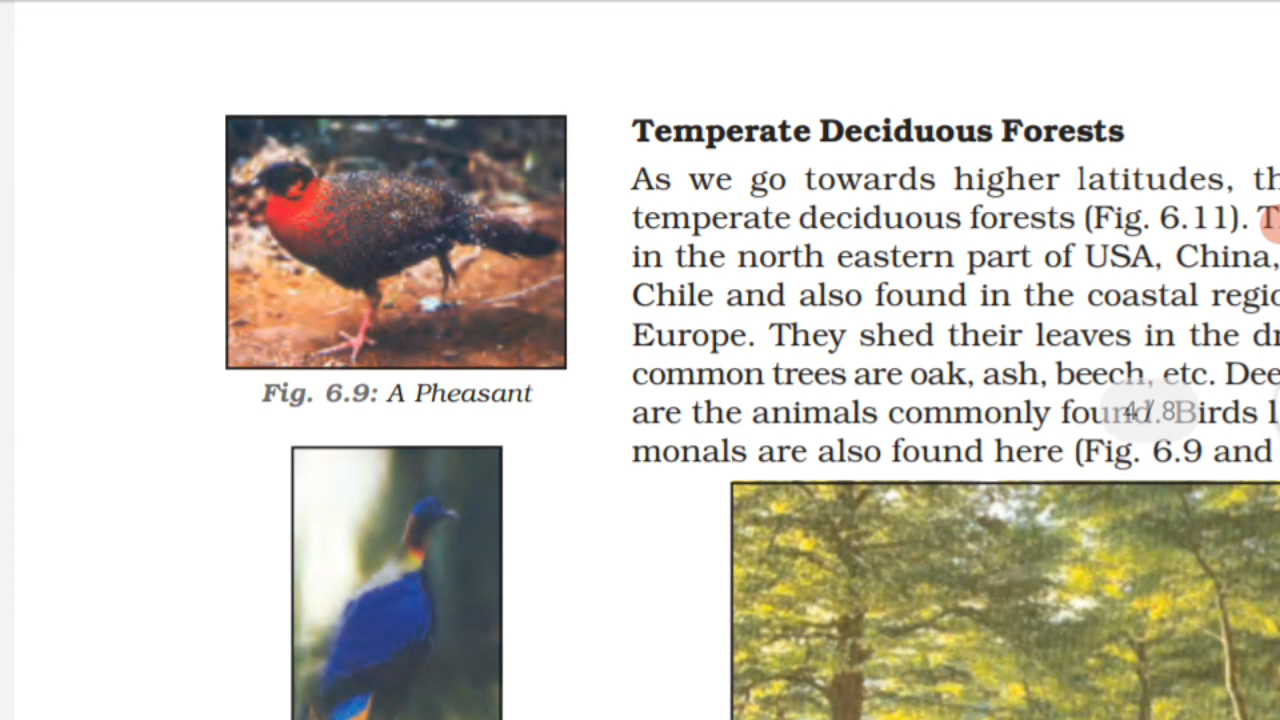 Temperate Deciduous Forests
As we go towards higher latitudes,
temperate deciduous forests (Fig. 6.11).
in the north eastern part of USA, China,
Chile and also found in the coastal
Europe. They shed their leaves in the
common trees are oak, ash, beech, etc.
are the animals commonly found. Birds
monals are also found here (Fig. 6.9 and
Fig. 6.9: A Pheasant
4 / 8